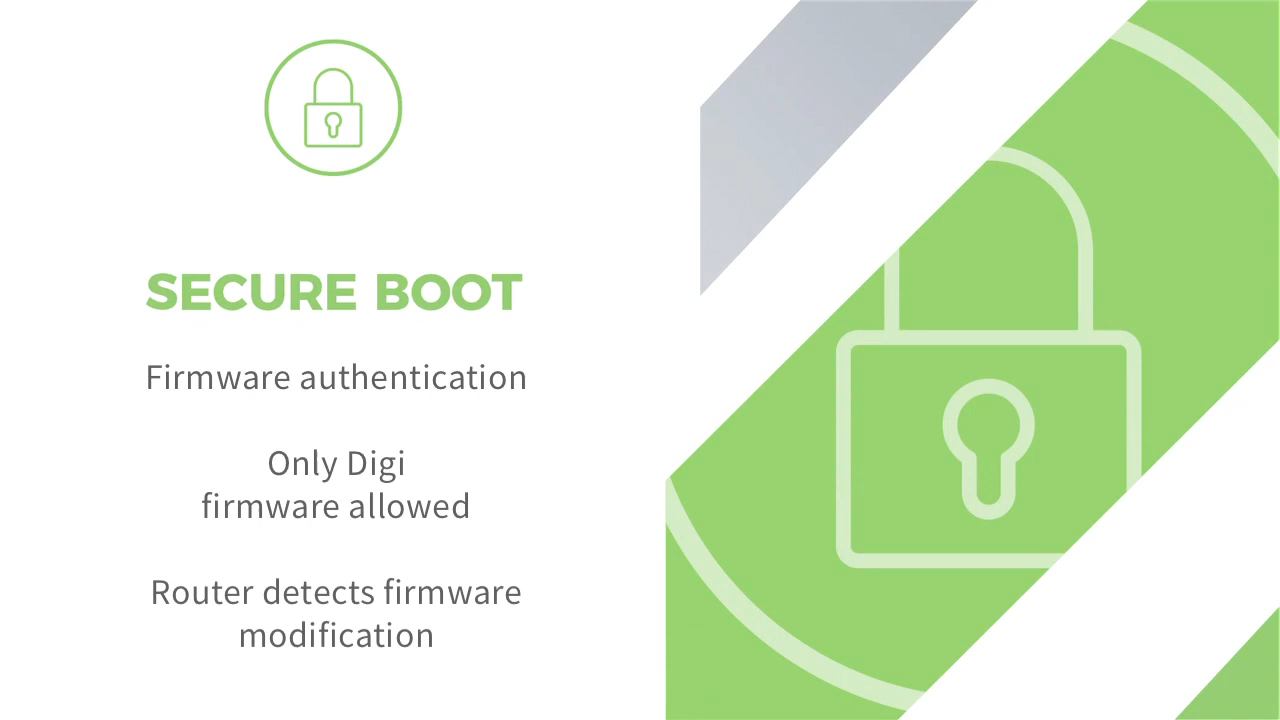 SECURE BOOT
Firmware authentication
Only Digi
firmware allowed
Router detects firmware
modification